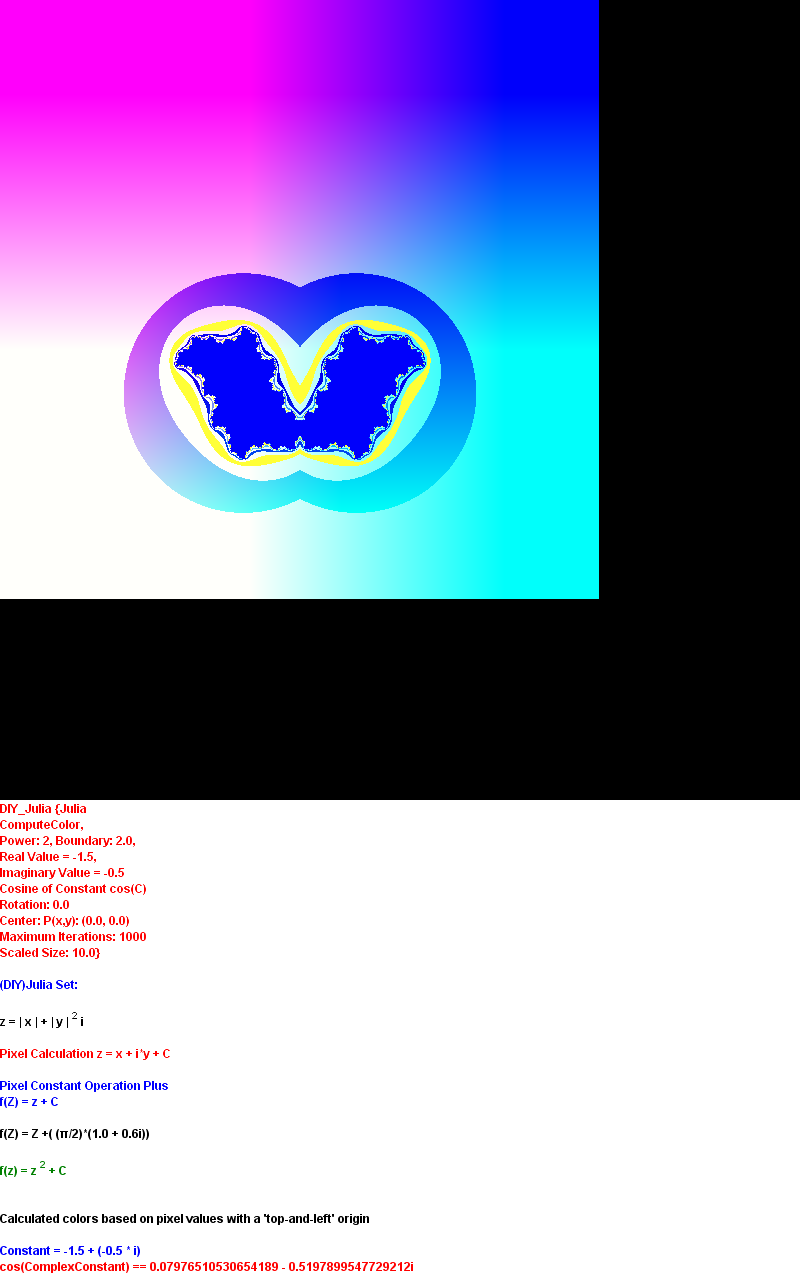 DIY_Julia {Julia
ComputeColor,
Power: 2, Boundary: 2.0,
Real Value = -1.5,
Imaginary Value = -0.5
Cosine of Constant cos(C)
Rotation: 0.0
Center: P(x,y): (0.0, 0.0)
Maximum Iterations: 1000
Scaled Size: 10.0}
(DIY)Julia Set:
z = | x | + | y | 2 i
Pixel Calculation z = x + i*y + C
Pixel Constant Operation Plus
f(Z) = z + C
f(Z) = Z +( (π/2)*(1.0 + 0.6i))
f(z) = z 2 + C
Calculated colors based on pixel values with a 'top-and-left' origin
Constant = -1.5 + (-0.5 * i)
cos(ComplexConstant) == 0.07976510530654189 - 0.5197899547729212i